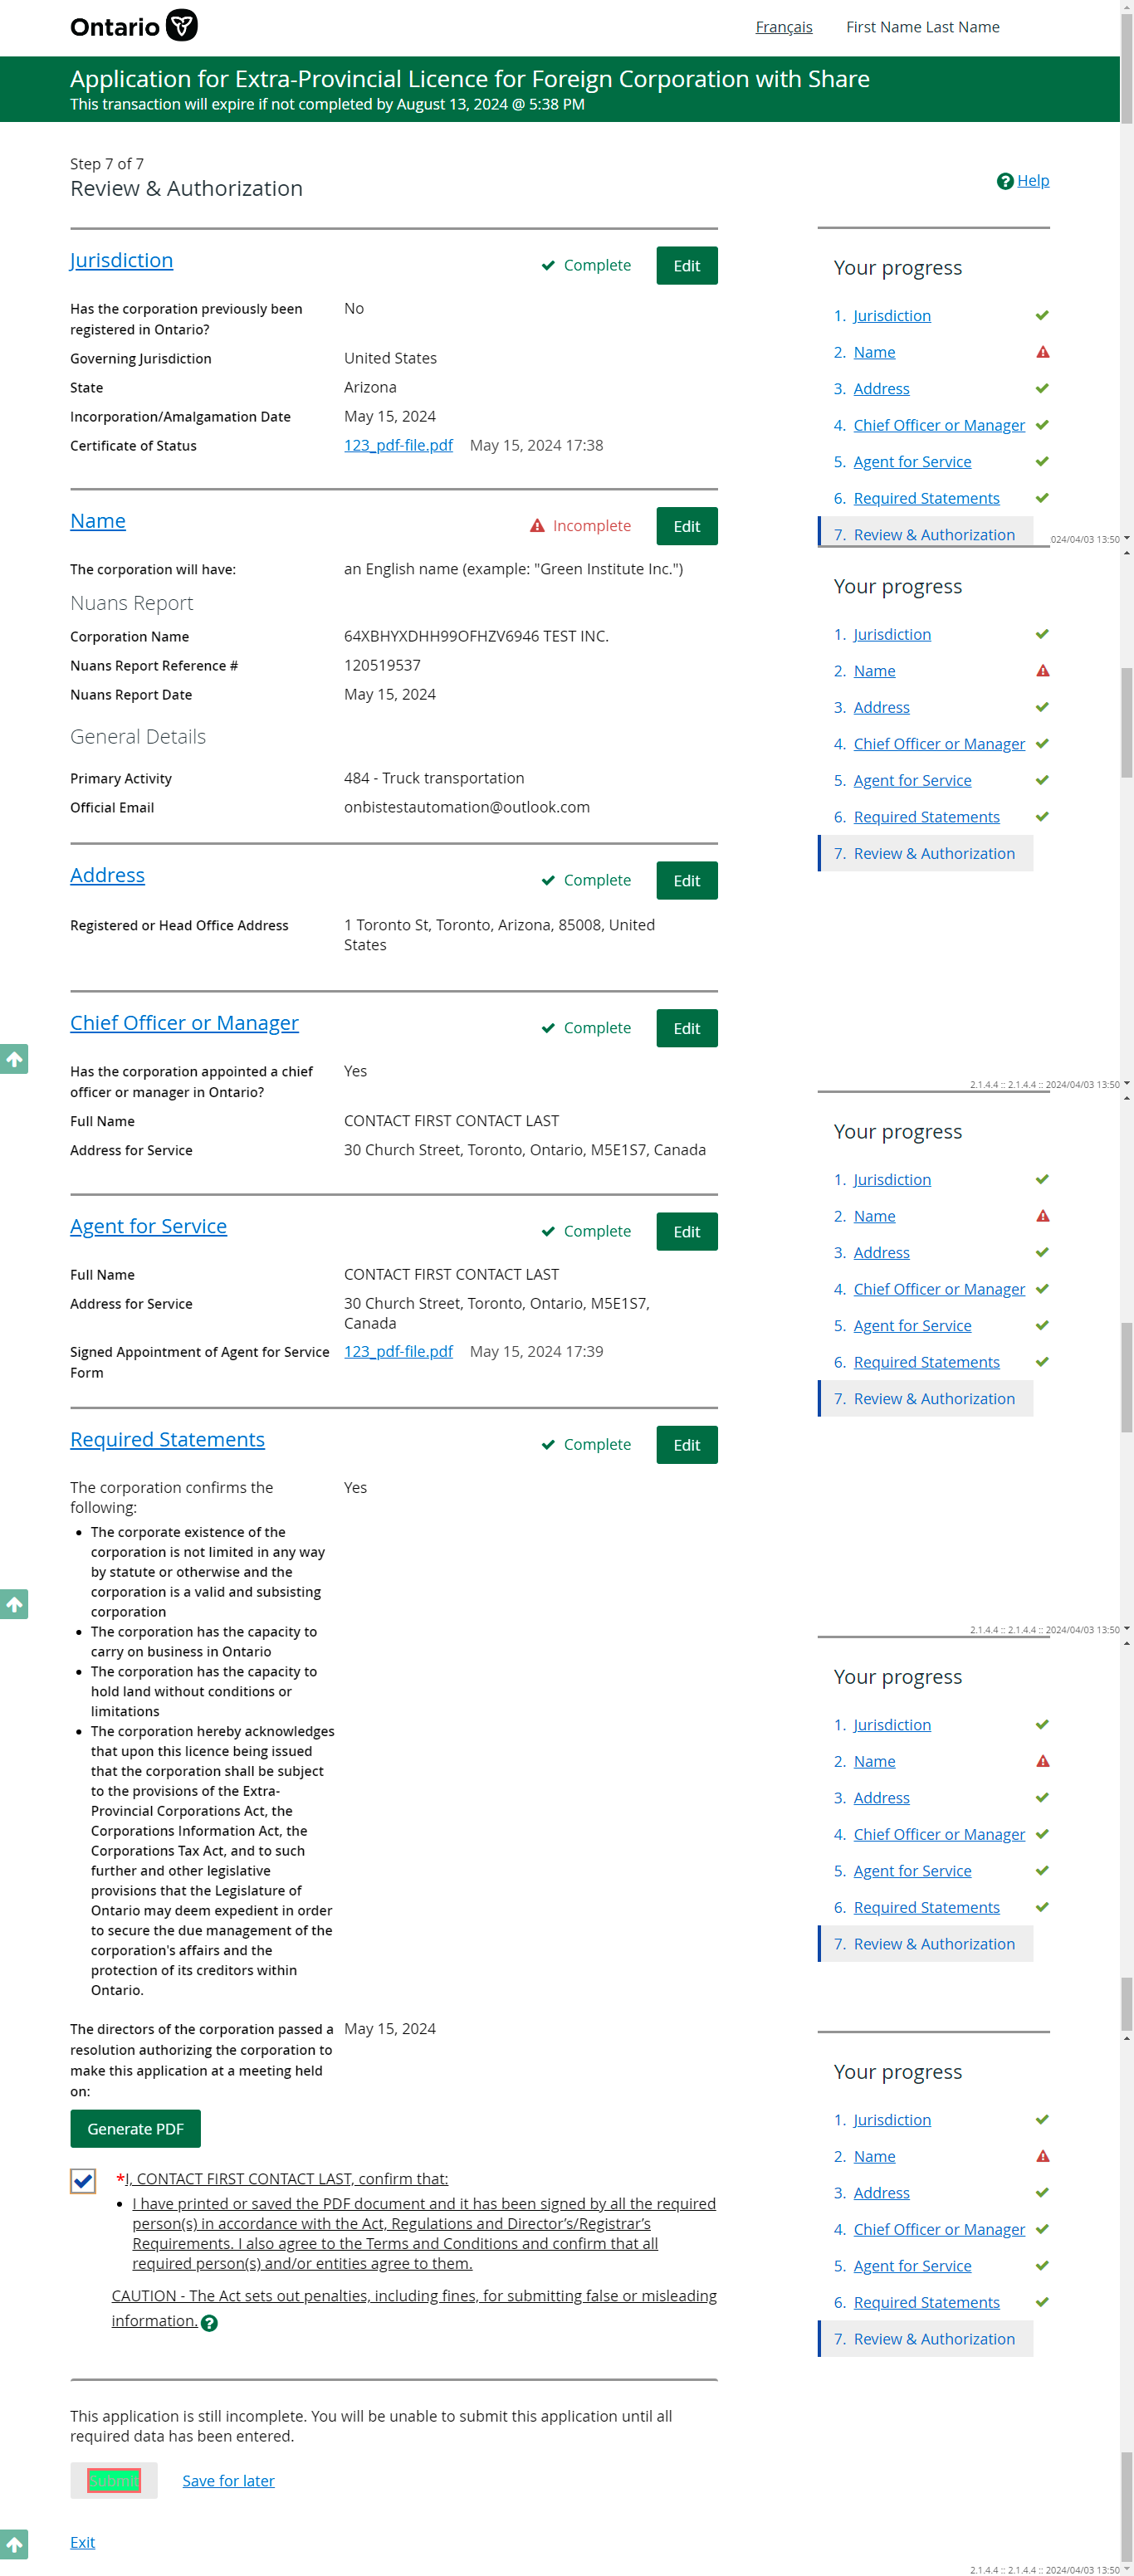 Ontario
Français First Name Last Name
Application for Extra-Provincial Licence for Foreign Corporation with Share
This transaction will expire if not completed by August 13, 2024 @ 5:38 PM
Step 7 of 7
Review & Authorization
Help
Jurisdiction
Complete Edit
Has the corporation previously been
registered in Ontario?
No
Governing Jurisdiction United States
State Arizona
Incorporation/Amalgamation Date May 15, 2024
Certificate of Status 123_pdf-file.pdf May 15, 2024 17:38
Your progress
1. Jurisdiction
2. Name
3. Address
4. Chief Officer or Manager
5. Agent for Service
6. Required Statements
7. Review & Authorization
024/04/03 13:50
Name
Incomplete Edit
The corporation will have: an English name (example: "Green Institute Inc.")
Nuans Report
Corporation Name 64XBHYXDHH99OFHZV6946 TEST INC.
Nuans Report Reference # 120519537
Nuans Report Date May 15, 2024
General Details
Primary Activity 484 - Truck transportation
Official Email onbistestautomation@outlook.com
Your progress
1. Jurisdiction
2. Name
3. Address
4. Chief Officer or Manager
5. Agent for Service
6. Required Statements
7. Review & Authorization
Address
Complete Edit
Registered or Head Office Address 1 Toronto St, Toronto, Arizona, 85008, United
States
Chief Officer or Manager
Complete Edit
Has the corporation appointed a chief
officer or manager in Ontario?
Yes
2.1.4.4 :: 2.1.4.4 :: 2024/04/03 13:50
Full Name CONTACT FIRST CONTACT LAST
Address for Service 30 Church Street, Toronto, Ontario, M5E1S7, Canada
Your progress
1. Jurisdiction
2. Name
3. Address
4. Chief Officer or Manager
5. Agent for Service
6. Required Statements
7. Review & Authorization
Agent for Service
Complete Edit
Full Name CONTACT FIRST CONTACT LAST
Address for Service 30 Church Street, Toronto, Ontario, M5E1S7,
Canada
Signed Appointment of Agent for Service
Form
123_pdf-file.pdf May 15, 2024 17:39
Required Statements
Complete Edit
The corporation confirms the
following:
Yes
The corporate existence of the
corporation is not limited in any way
by statute or otherwise and the
corporation is a valid and subsisting
corporation
The corporation has the capacity to
carry on business in Ontario
2.1.4.4 :: 2.1.4.4 :: 2024/04/03 13:50
The corporation has the capacity to
hold land without conditions or
limitations
The corporation hereby acknowledges
that upon this licence being issued
that the corporation shall be subject
to the provisions of the Extra-
Provincial Corporations Act, the
Corporations Information Act, the
Corporations Tax Act, and to such
further and other legislative
provisions that the Legislature of
Ontario may deem expedient in order
to secure the due management of the
corporation's affairs and the
protection of its creditors within
Ontario.
Your progress
1. Jurisdiction
2. Name
3. Address
4. Chief Officer or Manager
5. Agent for Service
6. Required Statements
7. Review & Authorization
The directors of the corporation passed a
resolution authorizing the corporation to
make this application at a meeting held
on:
May 15, 2024
Generate PDF
*I, CONTACT FIRST CONTACT LAST, confirm that:
I have printed or saved the PDF document and it has been signed by all the required
person(s) in accordance with the Act, Regulations and Director’s/Registrar’s
Requirements. I also agree to the Terms and Conditions and confirm that all
required person(s) and/or entities agree to them.
CAUTION - The Act sets out penalties, including fines, for submitting false or misleading
information.
Your progress
1. Jurisdiction
2. Name
3. Address
4. Chief Officer or Manager
5. Agent for Service
6. Required Statements
7. Review & Authorization
This application is still incomplete. You will be unable to submit this application until all
required data has been entered.
Submit Save for later
Exit
2.1.4.4 :: 2.1.4.4 :: 2024/04/03 13:50